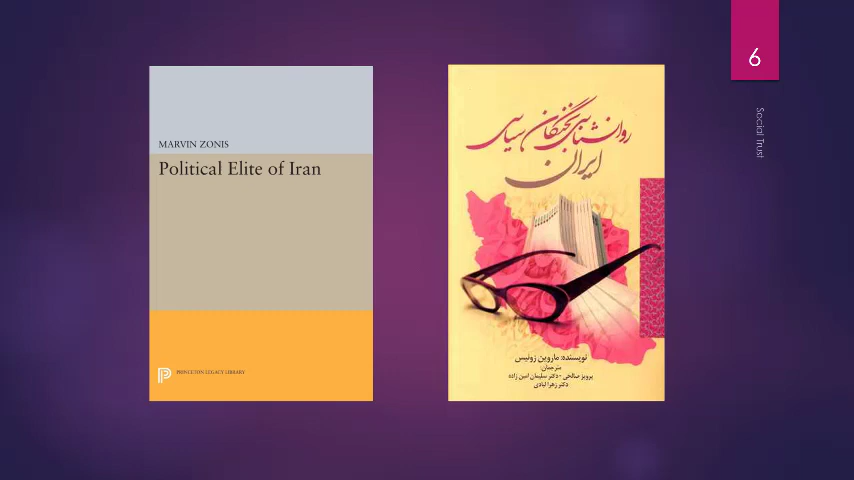 6
Social Trust
MARVIN ZONIS
Political Elite of Iran
PRINCETON LEGACY LIBRARY
روانشناسی نخبگان سیاسی
ایران
نویسنده: ماروین زونیس
مترجمان:
پرویز صالحی - دکتر سلیمان امین زاده
دکتر زهرا لبادی